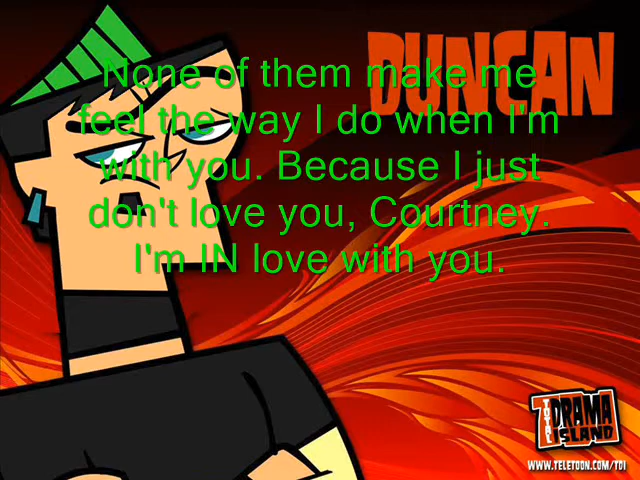 DUNCAN
None of them make me
feel the way I do when I'm
with you. Because I just
don't love you, Courtney.
I'm IN love with you.
TOTAL
DRAMA
ISLAND
WWW.TELETOON.COM/TDI